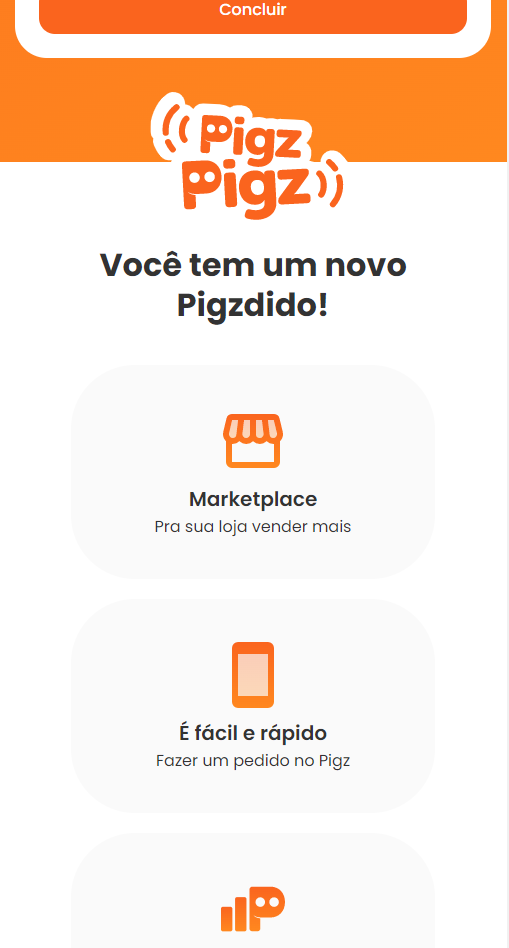 Concluir
Pigz
Pigz
Você tem um novo
Pigzdido!
Marketplace
Pra sua loja vender mais
É fácil e rápido
Fazer um pedido no Pigz